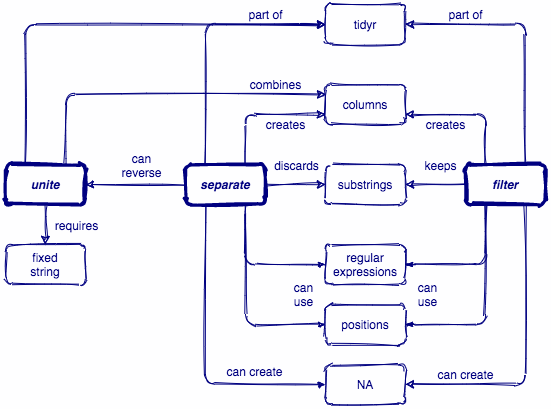 part of
tidyr
part of
combines
columns
creates
creates
can
reverse
unite
separate
discards
substrings
keeps
filter
requires
fixed
string
regular
expressions
can
use
can
use
positions
can create
NA
can create